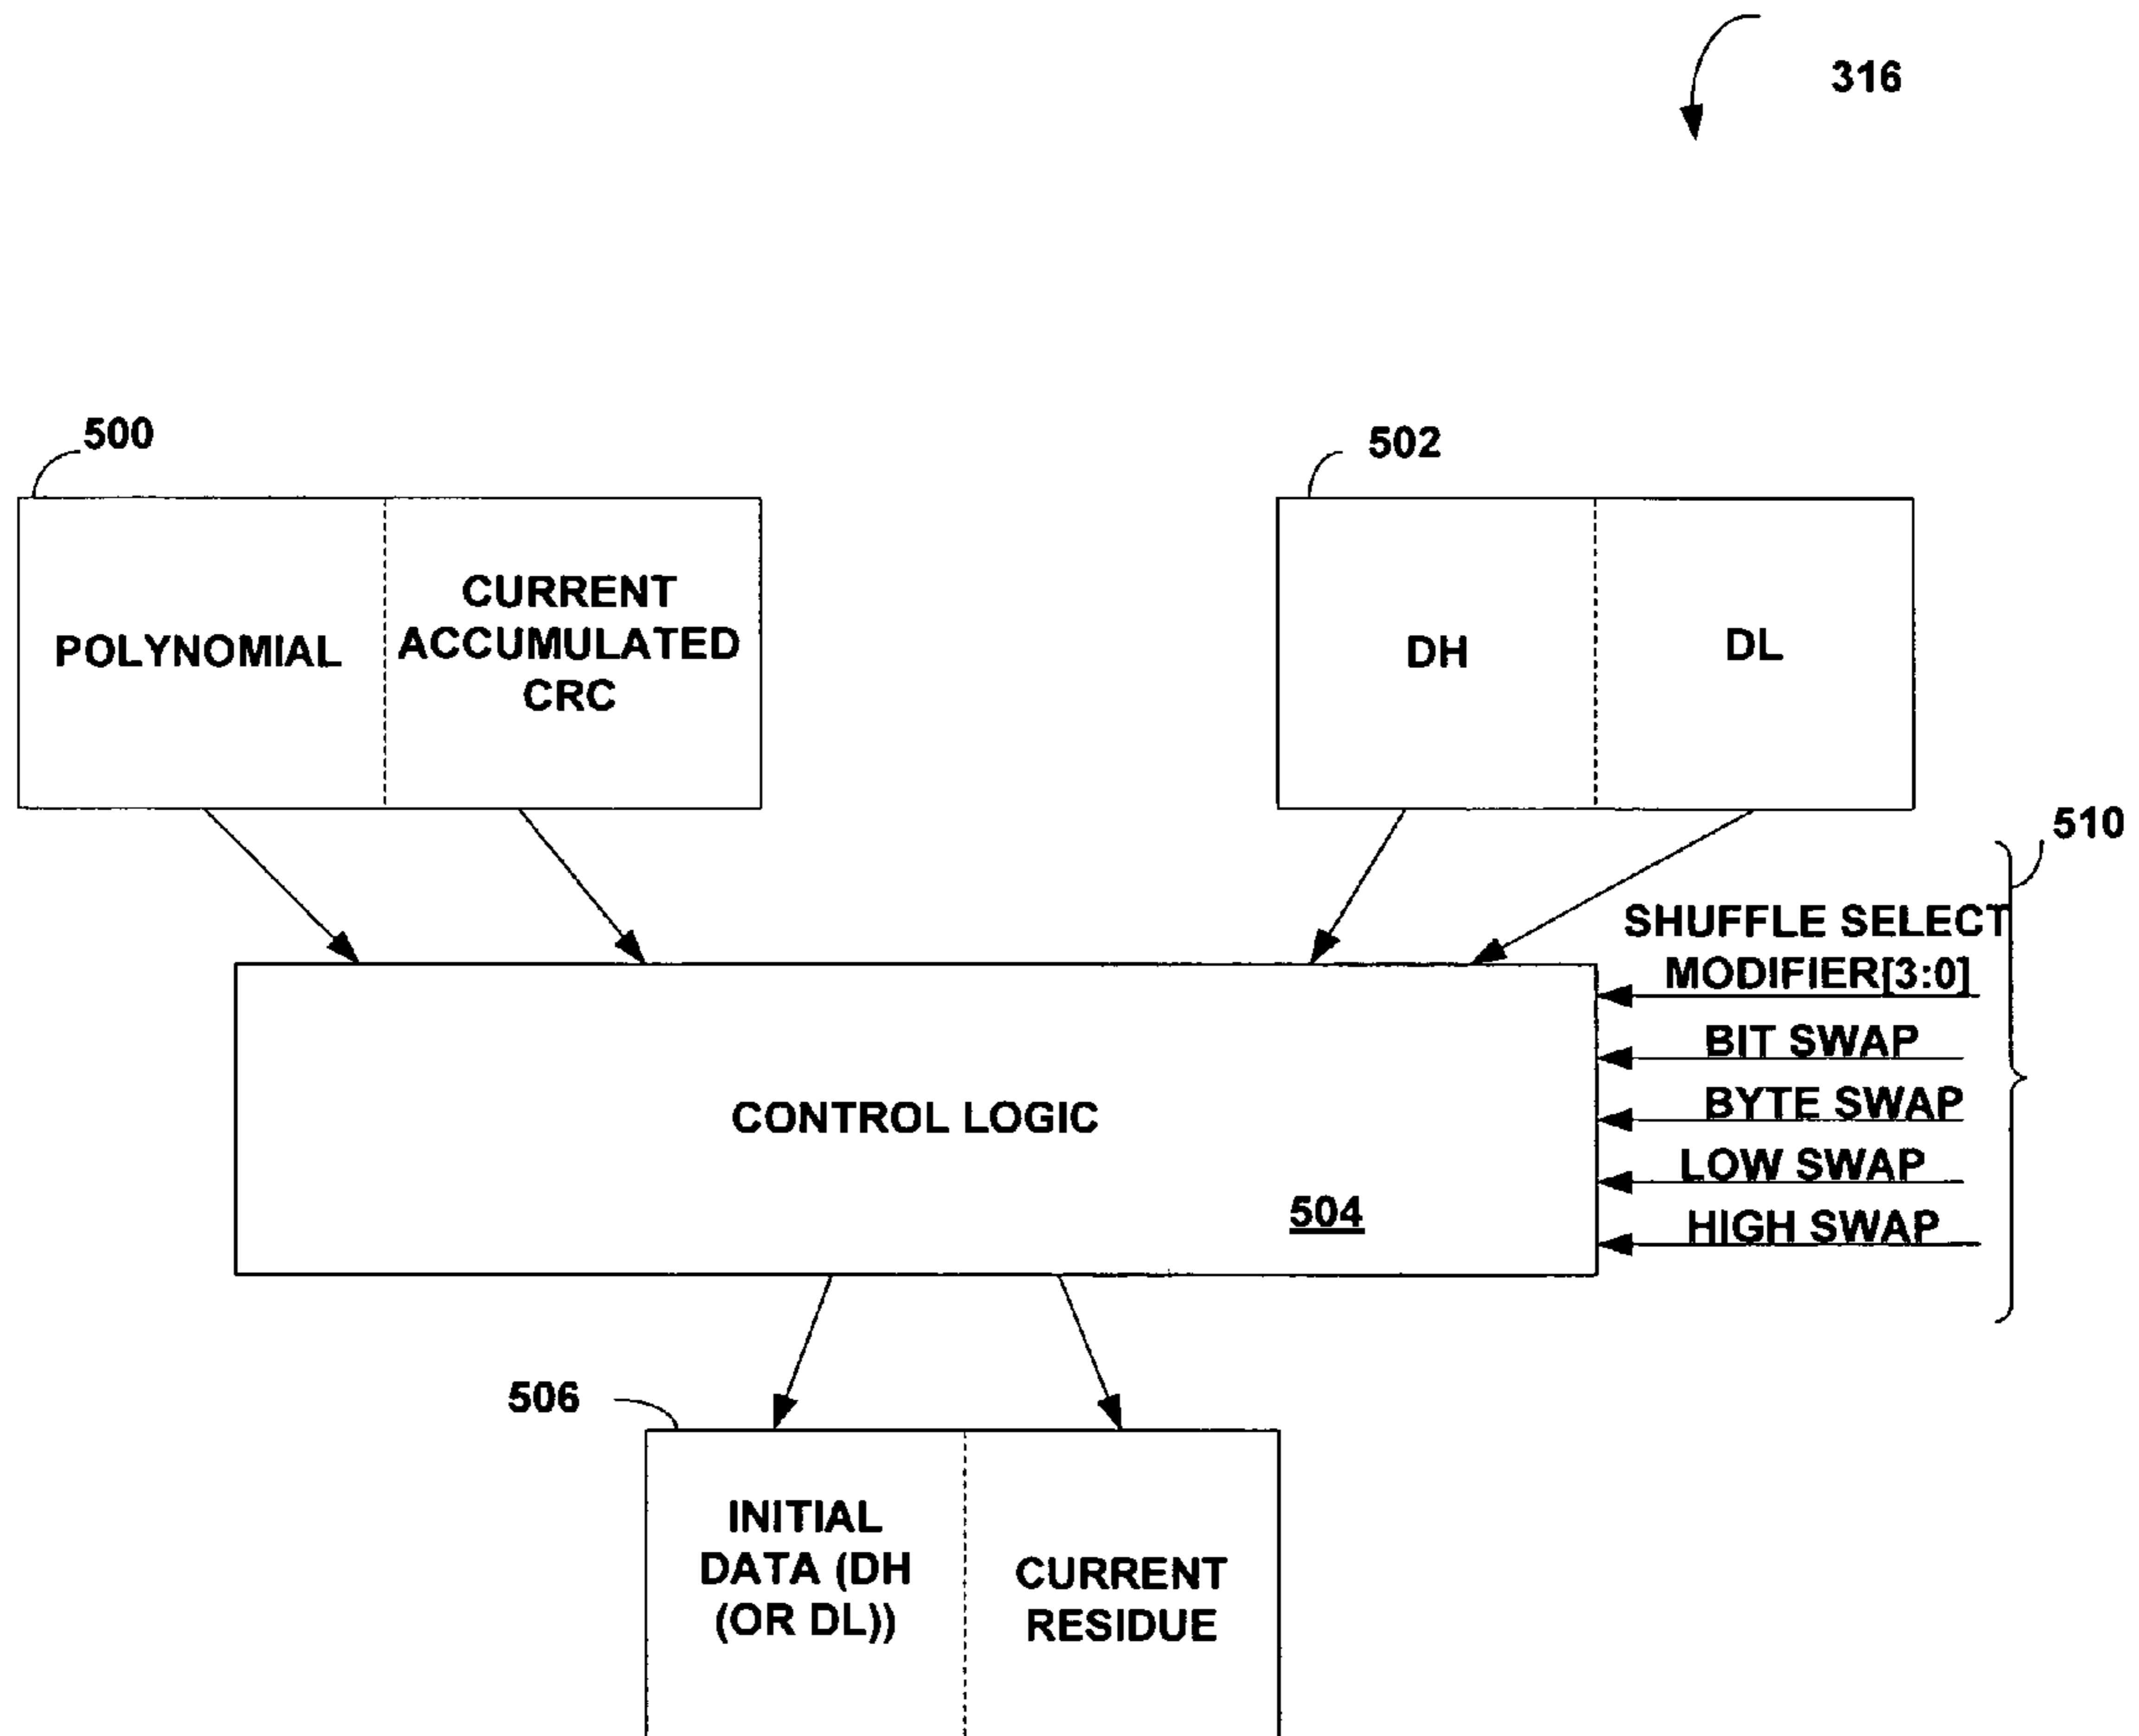 316
500
502
POLYNOMIAL
CURRENT
ACCUMULATED
CRC
DH
DL
510
SHUFFLE SELECT
MODIFIER[3:0]
BIT SWAP
BYTE SWAP
LOW SWAP
HIGH SWAP
CONTROL LOGIC
504
506
INITIAL
DATA (DH
(OR DL))
CURRENT
RESIDUE